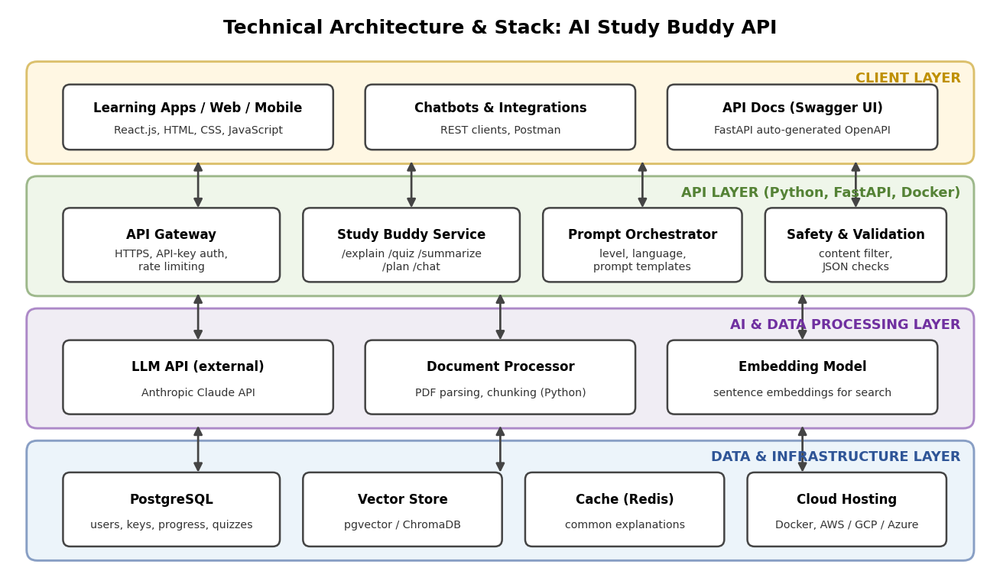 Technical Architecture & Stack: AI Study Buddy API
CLIENT LAYER
Learning Apps / Web / Mobile
React.js, HTML, CSS, JavaScript
Chatbots & Integrations
REST clients, Postman
API Docs (Swagger UI)
FastAPI auto-generated OpenAPI
API LAYER (Python, FastAPI, Docker)
API Gateway
HTTPS, API-key auth,
rate limiting
Study Buddy Service
/explain /quiz /summarize
/plan /chat
Prompt Orchestrator
level, language,
prompt templates
Safety & Validation
content filter,
JSON checks
AI & DATA PROCESSING LAYER
LLM API (external)
Anthropic Claude API
Document Processor
PDF parsing, chunking (Python)
Embedding Model
sentence embeddings for search
DATA & INFRASTRUCTURE LAYER
PostgreSQL
users, keys, progress, quizzes
Vector Store
pgvector / ChromaDB
Cache (Redis)
common explanations
Cloud Hosting
Docker, AWS / GCP / Azure